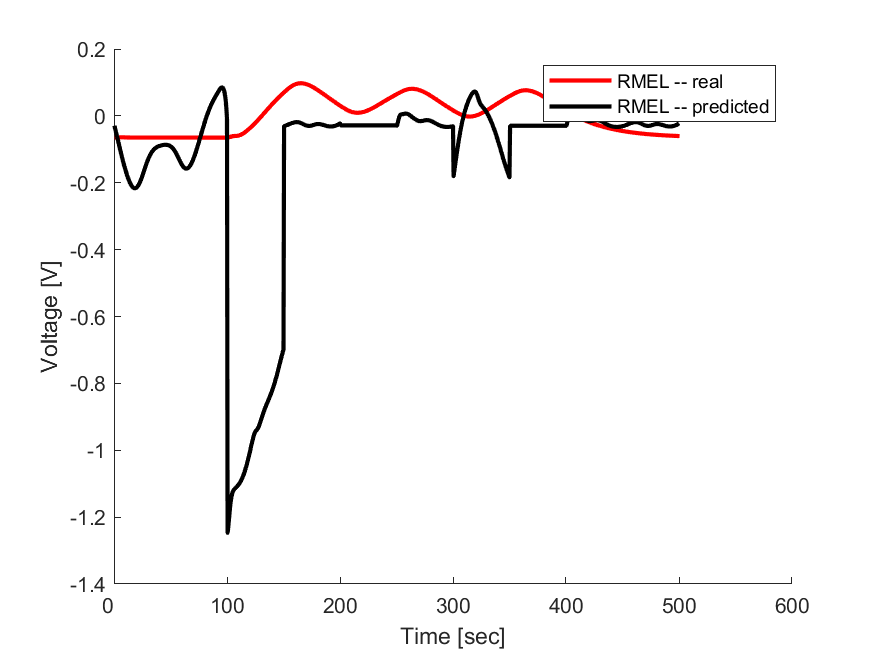 0.2
0
-0.2
-0.4
-0.6
-0.8
-1
-1.2
-1.4
Voltage [V]
0 100 200 300 400 500 600
Time [sec]
RMEL -- real
RMEL -- predicted